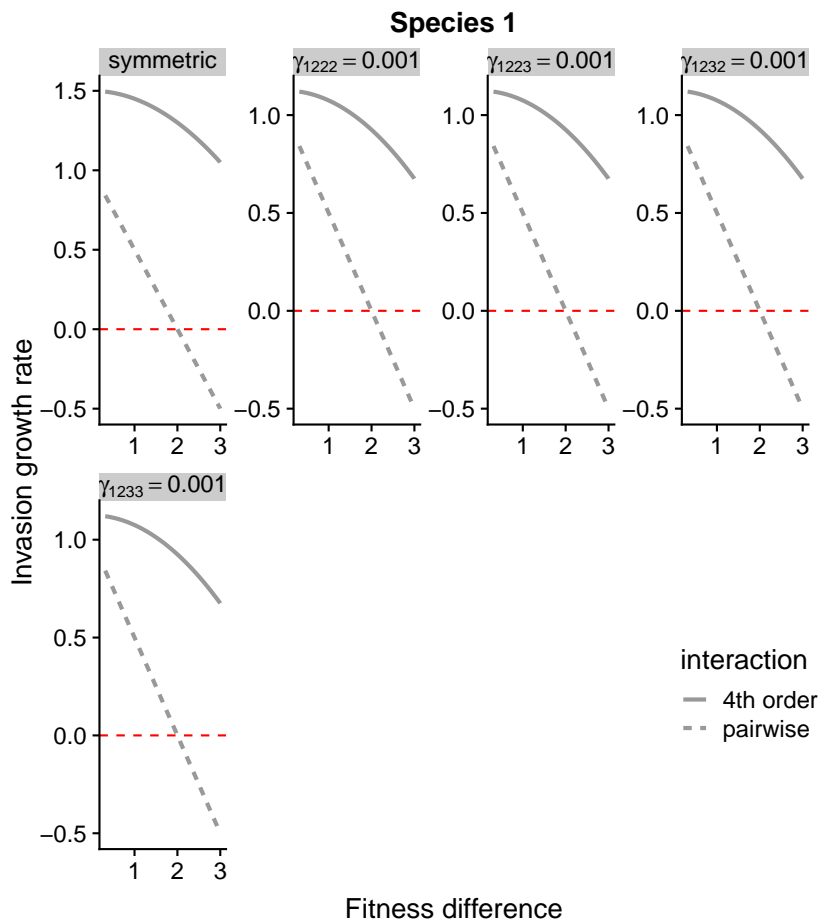 Species 1
symmetric
γ1222 = 0.001
γ1223 = 0.001
γ1232 = 0.001
1.5
1.0
0.5
0.0
−0.5
1.0
0.5
0.0
−0.5
1.0
0.5
0.0
−0.5
1.0
0.5
0.0
−0.5
1 2 3
1 2 3
1 2 3
1 2 3
γ1233 = 0.001
1.0
0.5
0.0
−0.5
1 2 3
Invasion growth rate
Fitness difference
interaction
4th order
pairwise